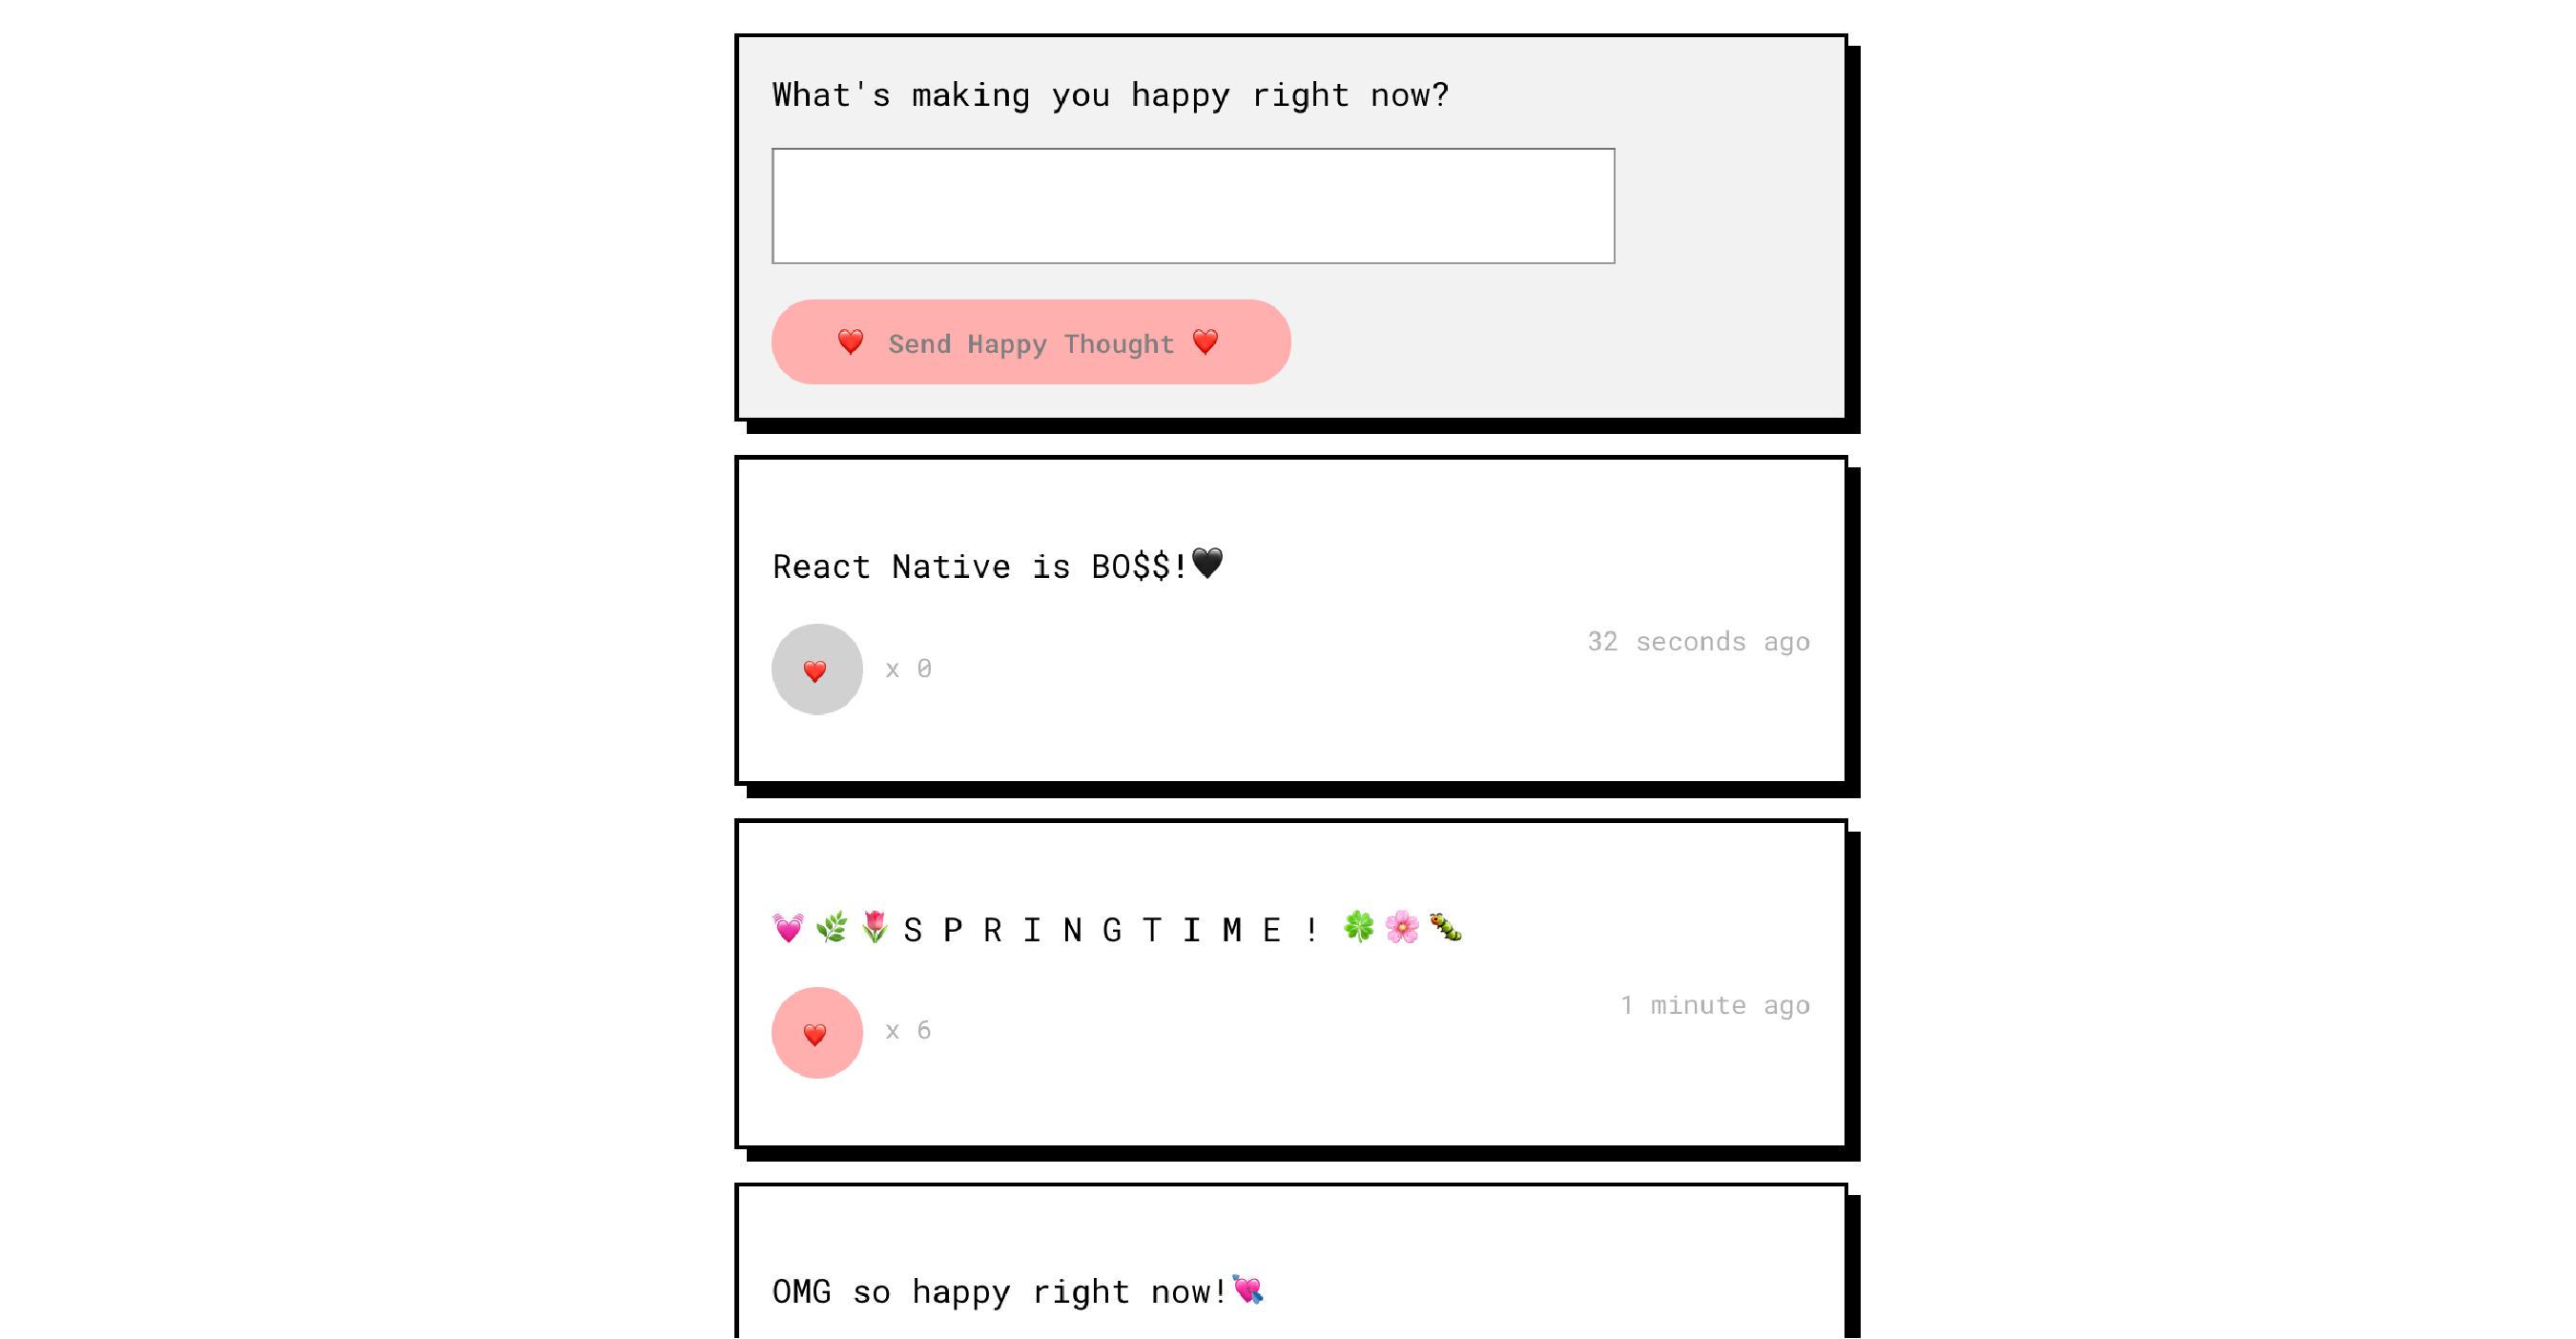 What's making you happy right now?
❤️ Send Happy Thought ❤️
React Native is BO$$!🖤
32 seconds ago
❤️ x 0
💓🌿🌷S P R I N G T I M E ! 🍀🌸🐛
1 minute ago
❤️ x 6
OMG so happy right now!💘